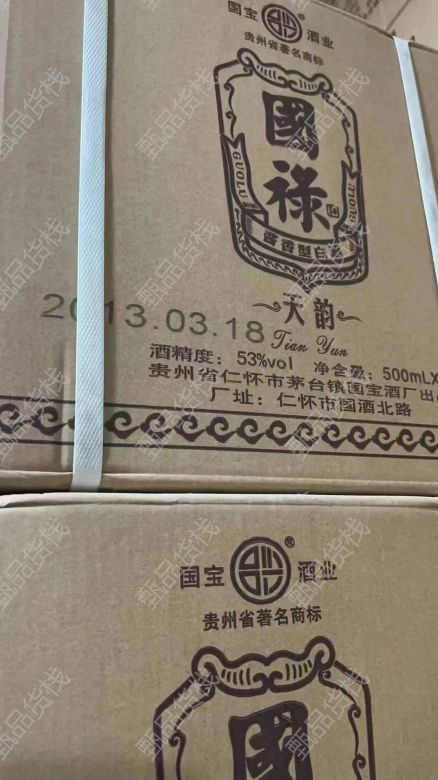 国宝 ® 酒业
贵州省著名商标
國
禄
GUOLU
酱香型白酒
天韵
Tian Yun
2013.03.18
酒精度：53%vol 净含量：500mLX
贵州省仁怀市茅台镇国宝酒厂出
厂址：仁怀市国酒北路
国宝 ® 酒业
贵州省著名商标
國
甄品货栈